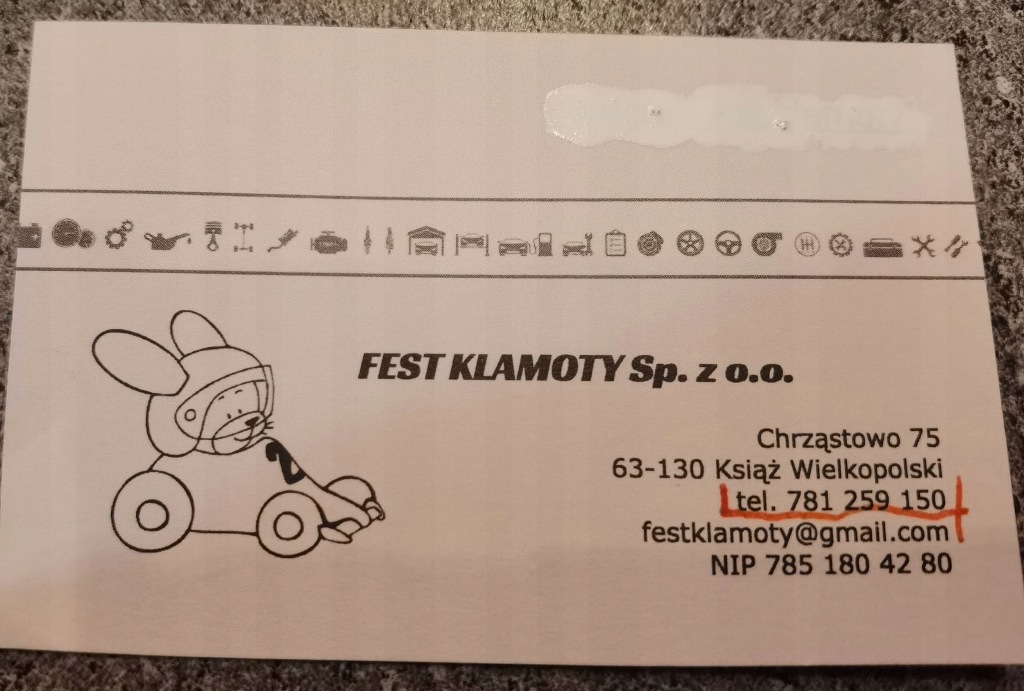 FEST KLAMOTY Sp. z o.o.
Chrząstowo 75
63-130 Książ Wielkopolski
tel. 781 259 150
festklamoty@gmail.com
NIP 785 180 42 80
2